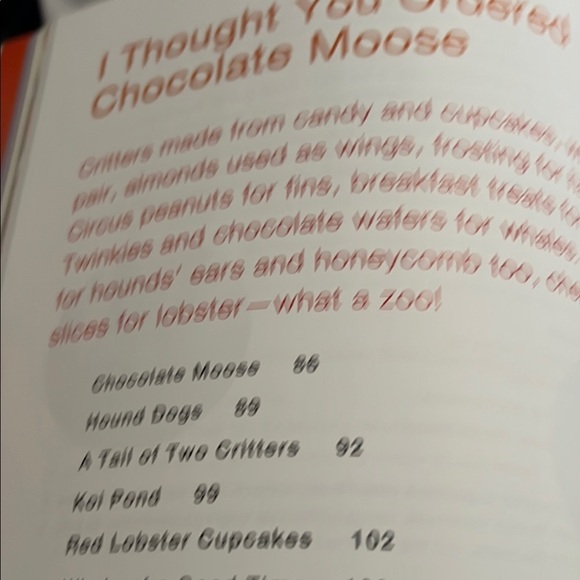 I Thought You Ordered
Chocolate Moose
Critters made from candy and cupcakes,
pair, almonds used as wings, frosting for
Circus peanuts for fins, breakfast treats
Twinkies and chocolate wafers for whales,
for hounds' ears and honeycomb too,
slices for lobster—what a zoo!
Chocolate Moose 86
Hound Dogs 89
A Tail of Two Critters 92
Koi Pond 99
Red Lobster Cupcakes 102